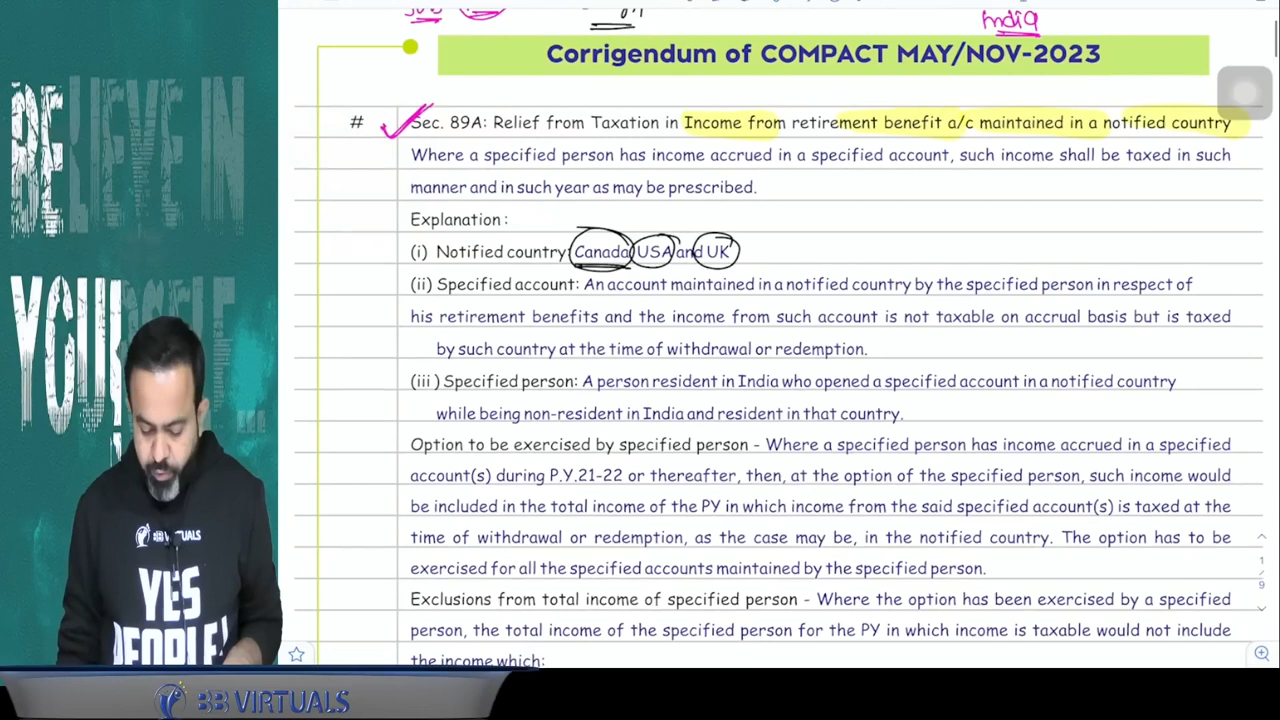 India
Corrigendum of COMPACT MAY/NOV-2023
# Sec. 89A: Relief from Taxation in Income from retirement benefit a/c maintained in a notified country
Where a specified person has income accrued in a specified account, such income shall be taxed in such
manner and in such year as may be prescribed.
Explanation :
(i) Notified country: Canada USA and UK
(ii) Specified account: An account maintained in a notified country by the specified person in respect of
his retirement benefits and the income from such account is not taxable on accrual basis but is taxed
by such country at the time of withdrawal or redemption.
(iii ) Specified person: A person resident in India who opened a specified account in a notified country
while being non-resident in India and resident in that country.
Option to be exercised by specified person - Where a specified person has income accrued in a specified
account(s) during P.Y.21-22 or thereafter, then, at the option of the specified person, such income would
be included in the total income of the PY in which income from the said specified account(s) is taxed at the
time of withdrawal or redemption, as the case may be, in the notified country. The option has to be
exercised for all the specified accounts maintained by the specified person.
Exclusions from total income of specified person - Where the option has been exercised by a specified
person, the total income of the specified person for the PY in which income is taxable would not include
the income which:
1
9
BELIEVE IN
YOURSELF...
BB VIRTUALS
YES
PEOPLE!
BB VIRTUALS